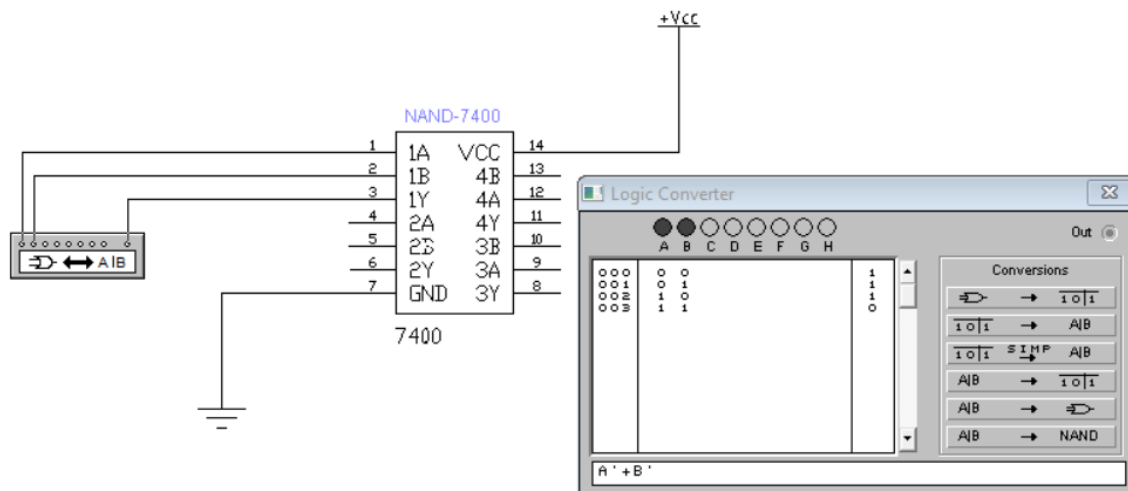 +Vcc
NAND-7400
1 1A VCC 14
2 1B 4B 13
3 1Y 4A 12
4 2A 4Y 11
5 2B 3B 10
6 2Y 3A 9
7 GND 3Y 8
7400
A|B
Logic Converter
A B C D E F G H
Out
000 0 0 1
001 0 1 1
002 1 0 1
003 1 1 0
Conversions
→ 1 0 | 1
1 0 | 1 → A|B
1 0 | 1 SIMP → A|B
A|B → 1 0 | 1
A|B →
A|B → NAND
A'+B'